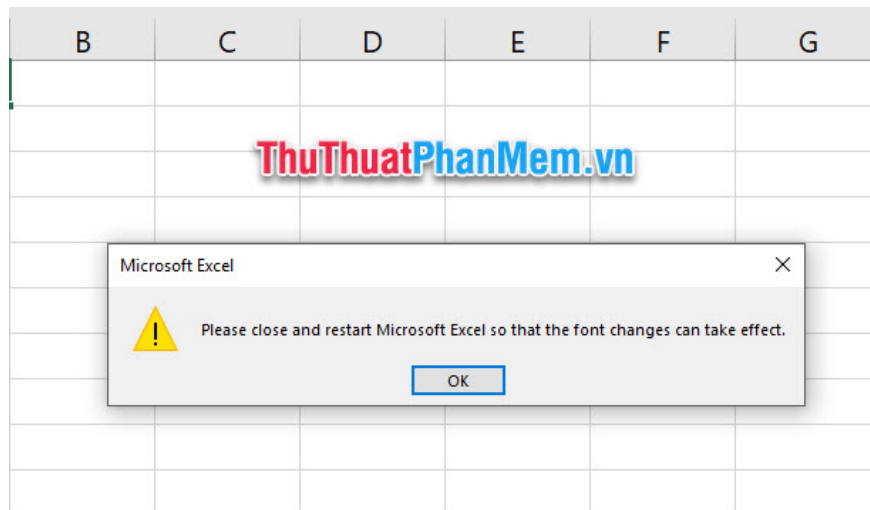 B C D E F G
ThuThuatPhanMem.vn
Microsoft Excel
Please close and restart Microsoft Excel so that the font changes can take effect.
OK